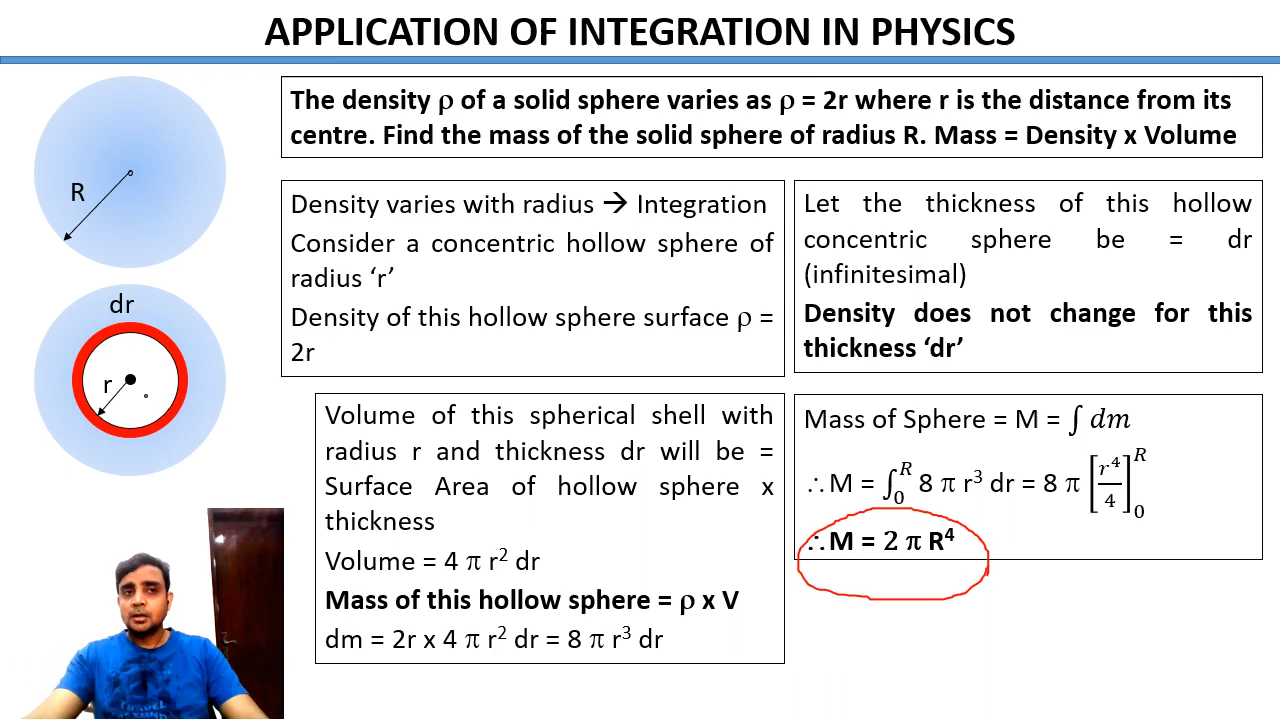 APPLICATION OF INTEGRATION IN PHYSICS
The density ρ of a solid sphere varies as ρ = 2r where r is the distance from its
centre. Find the mass of the solid sphere of radius R. Mass = Density x Volume
R
dr
r
Density varies with radius → Integration
Consider a concentric hollow sphere of
radius ‘r’
Density of this hollow sphere surface ρ =
2r
Let the thickness of this hollow
concentric sphere be = dr
(infinitesimal)
Density does not change for this
thickness ‘dr’
Volume of this spherical shell with
radius r and thickness dr will be =
Surface Area of hollow sphere x
thickness
Volume = 4 π r² dr
Mass of this hollow sphere = ρ x V
dm = 2r x 4 π r² dr = 8 π r³ dr
Mass of Sphere = M = ∫ dm
∴M = ∫₀ᴿ 8 π r³ dr = 8 π [r⁴/4]₀ᴿ
∴M = 2 π R⁴
TRAVEL
BEYOND